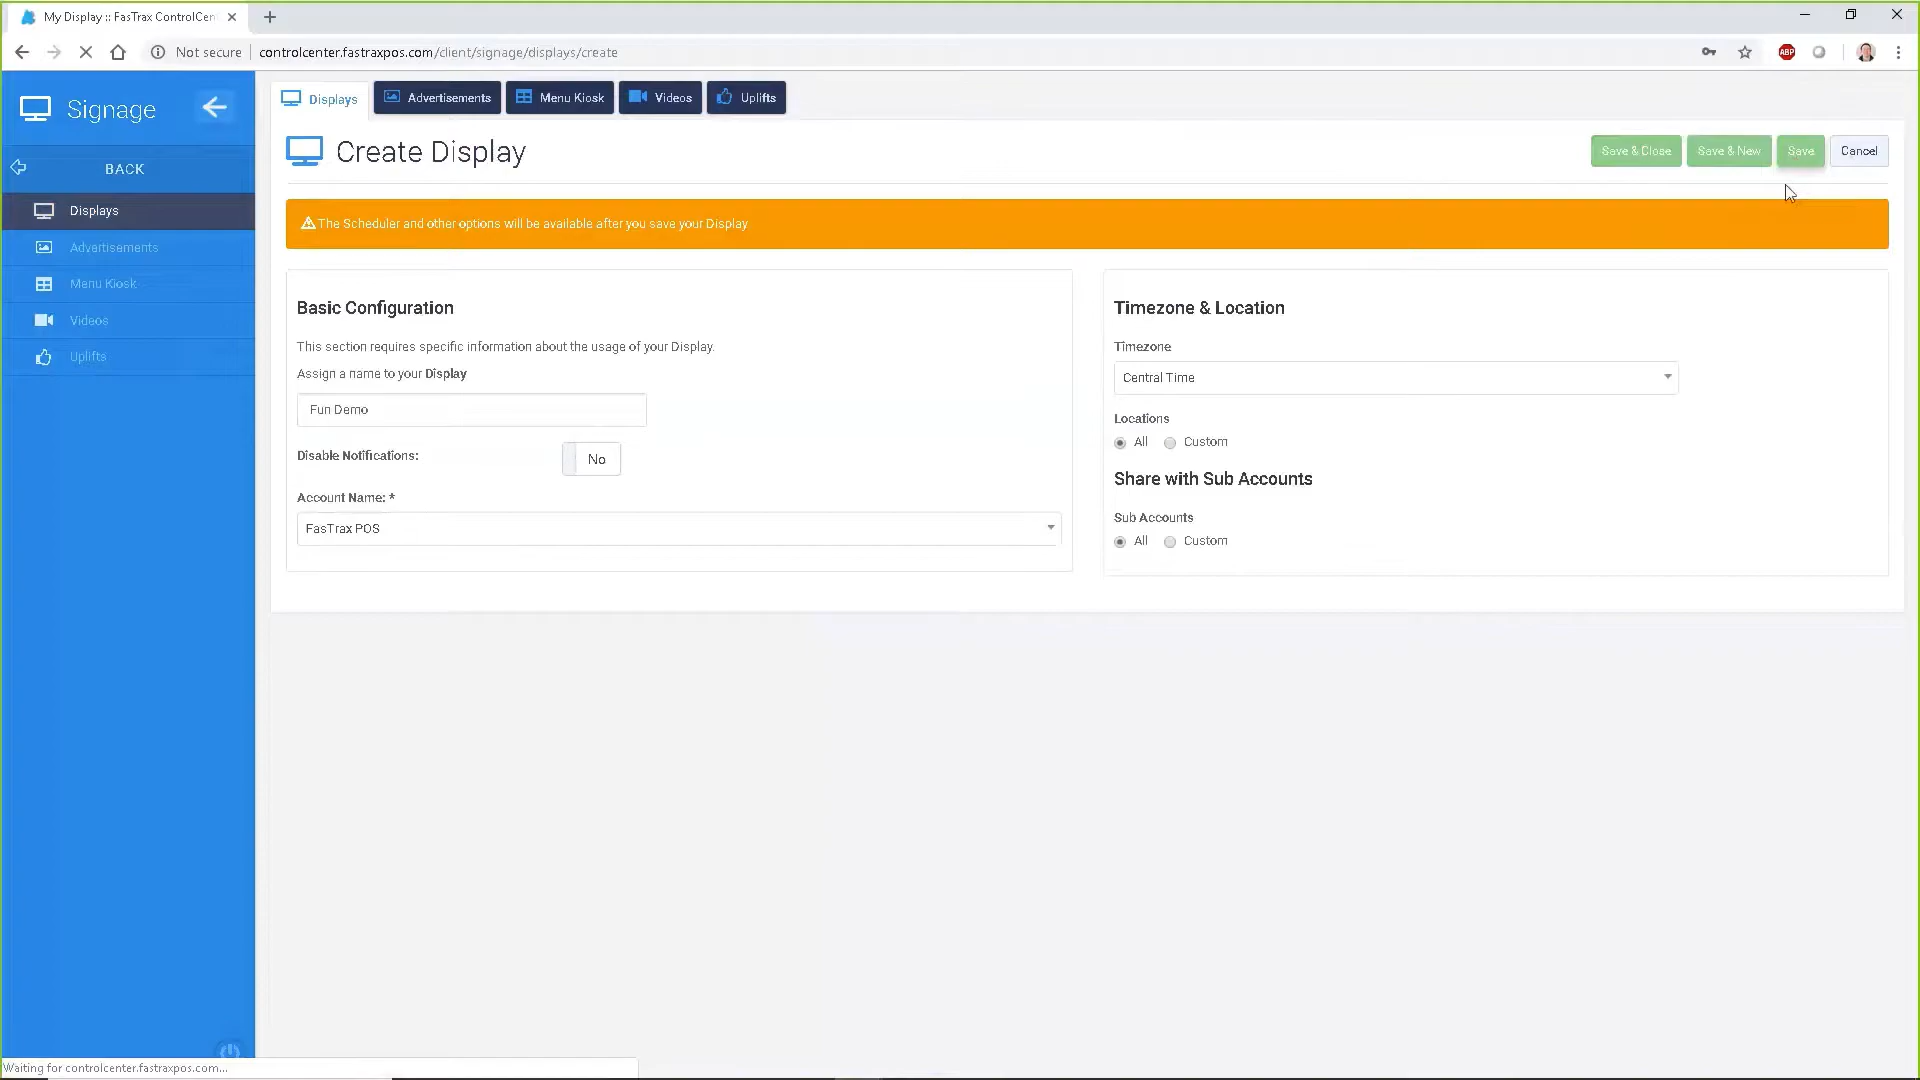 My Display :: FasTrax ControlCen
Not secure
controlcenter.fastraxpos.com/client/signage/displays/create
ABP
Signage
BACK
Displays
Advertisements
Menu Kiosk
Videos
Uplifts
Displays
Advertisements
Menu Kiosk
Videos
Uplifts
Create Display
Save & Close
Save & New
Save
Cancel
The Scheduler and other options will be available after you save your Display
Basic Configuration
This section requires specific information about the usage of your Display.
Assign a name to your Display
Fun Demo
Disable Notifications:
No
Account Name: *
FasTrax POS
Timezone & Location
Timezone
Central Time
Locations
All
Custom
Share with Sub Accounts
Sub Accounts
All
Custom
Waiting for controlcenter.fastraxpos.com...